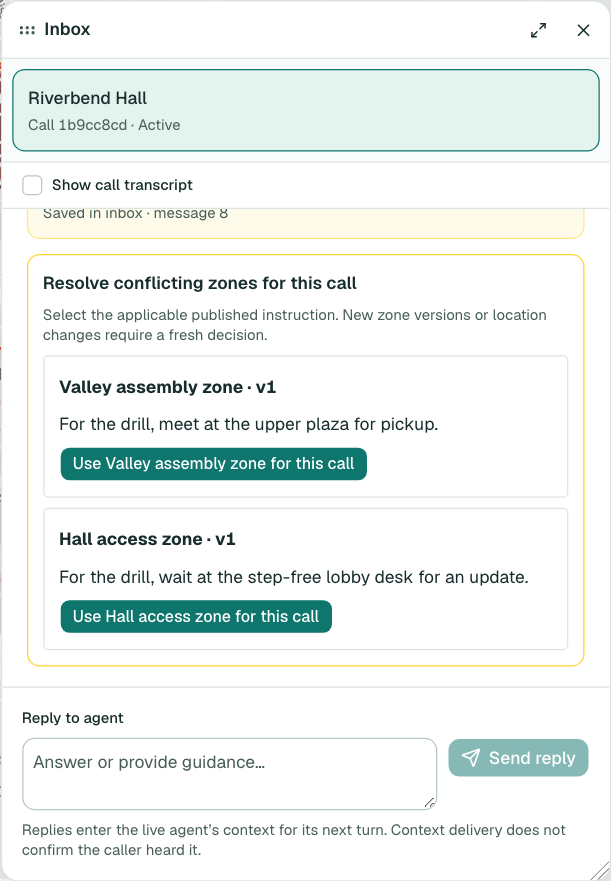 Inbox
Riverbend Hall
Call 1b9cc8cd · Active
Show call transcript
Saved in inbox · message 8
Resolve conflicting zones for this call
Select the applicable published instruction. New zone versions or location
changes require a fresh decision.
Valley assembly zone · v1
For the drill, meet at the upper plaza for pickup.
Use Valley assembly zone for this call
Hall access zone · v1
For the drill, wait at the step-free lobby desk for an update.
Use Hall access zone for this call
Reply to agent
Answer or provide guidance...
Send reply
Replies enter the live agent's context for its next turn. Context delivery does not
confirm the caller heard it.